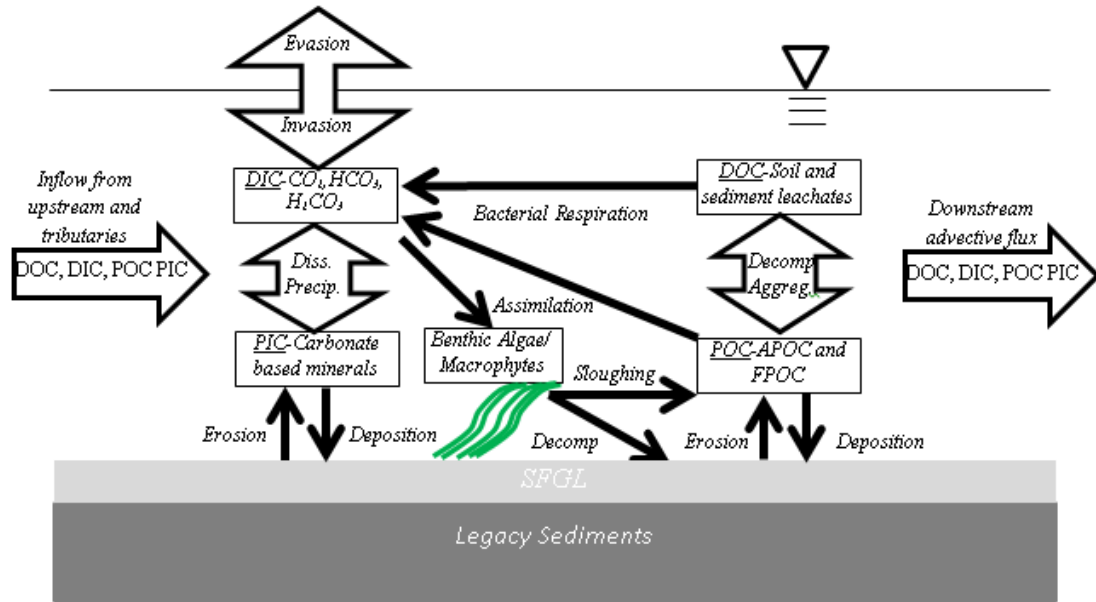 Evasion
Invasion
Inflow from
upstream and
tributaries
DOC, DIC, POC PIC
DIC-CO₂, HCO₃,
H₂CO₃
Bacterial Respiration
DOC-Soil and
sediment leachates
Downstream
advective flux
DOC, DIC, POC PIC
Diss.
Precip.
Decomp
Aggreg.
Assimilation
PIC-Carbonate
based minerals
Benthic Algae/
Macrophytes
Sloughing
POC-APOC and
FPOC
Erosion
Deposition
Decomp
Erosion
Deposition
SFGL
Legacy Sediments